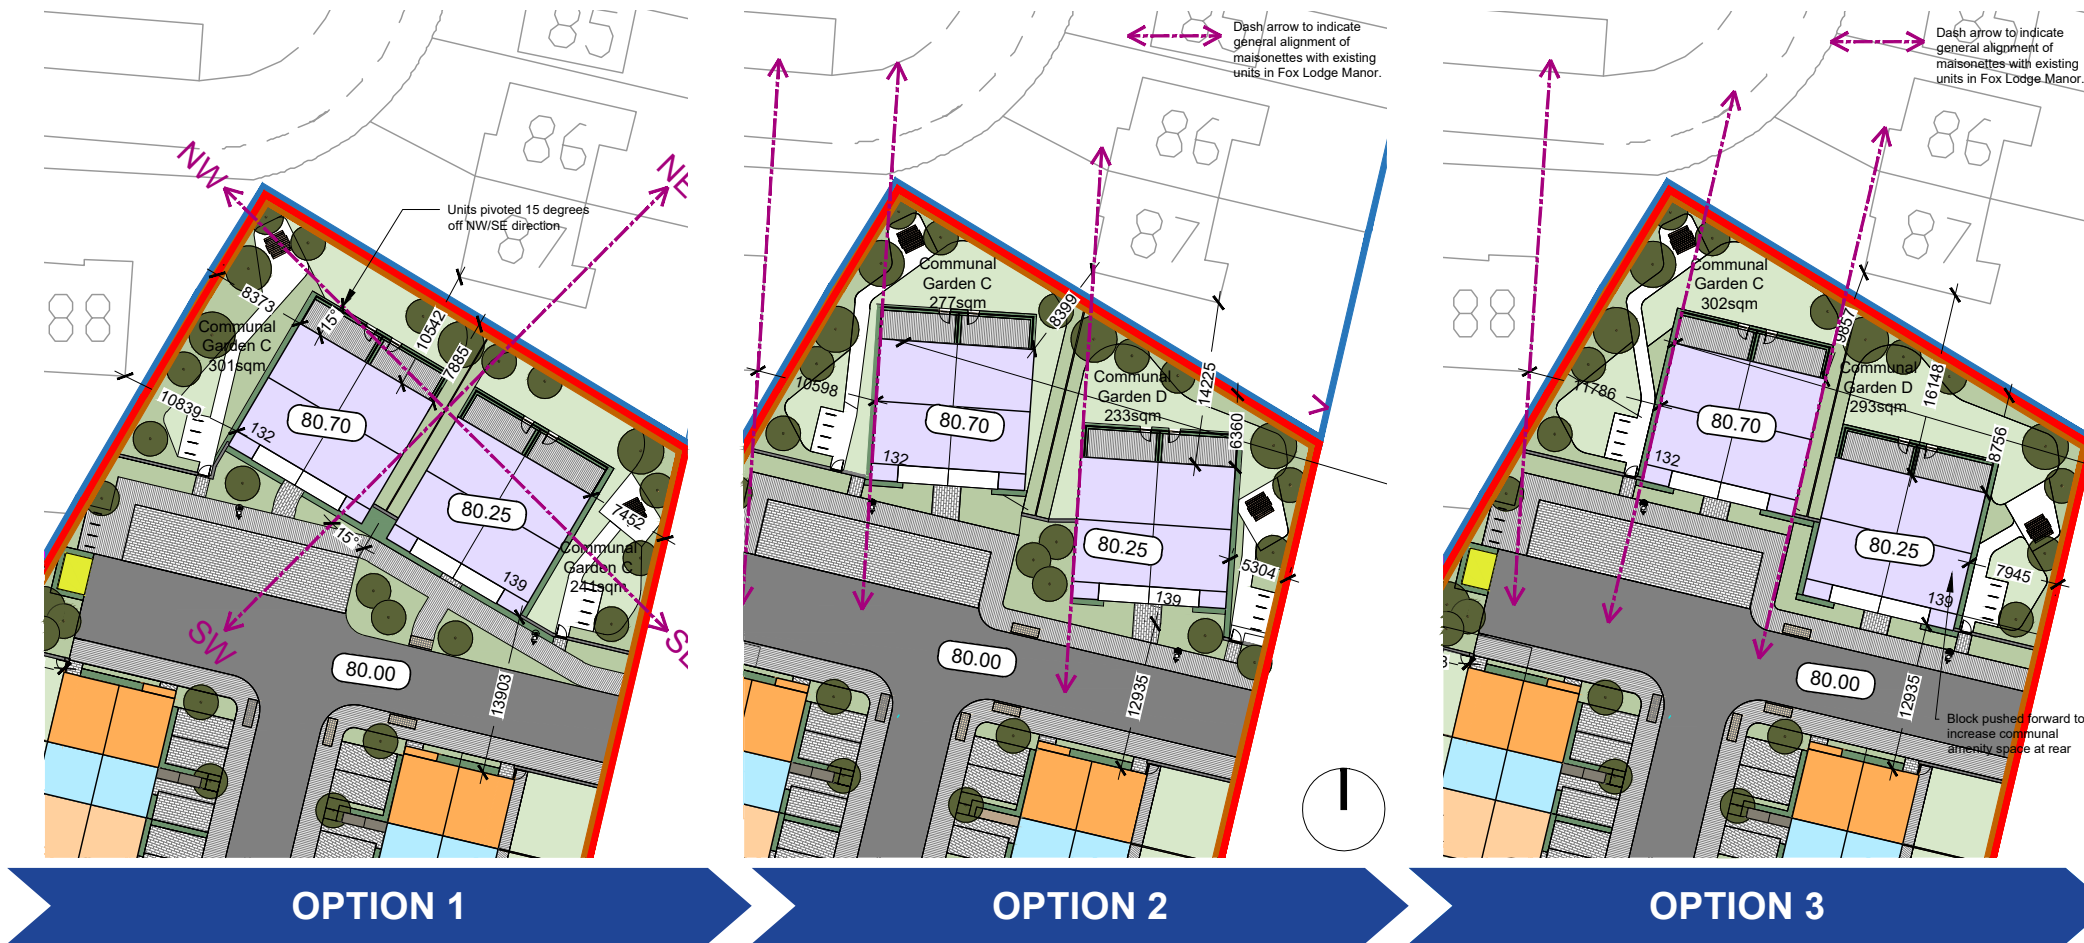 85
86
NW
NE
Units pivoted 15 degrees
off NW/SE direction
87
88
8373
15°
10542
7885
Communal
Garden C
301sqm
10839
132
80.70
80.25
7452
15°
139
Communal
Garden C
241sqm
SW
80.00
13903
OPTION 1
Dash arrow to indicate
general alignment of
maisonettes with existing
units in Fox Lodge Manor.
86
87
Communal
Garden C
277sqm
8399
10598
Communal
Garden D
233sqm
14225
6360
80.70
132
80.25
5304
139
80.00
12935
OPTION 2
Dash arrow to indicate
general alignment of
maisonettes with existing
units in Fox Lodge Manor.
86
87
88
Communal
Garden C
302sqm
9857
11786
Communal
Garden D
293sqm
16148
8756
80.70
132
80.25
7945
139
80.00
12935
Block pushed forward to
increase communal
amenity space at rear
OPTION 3